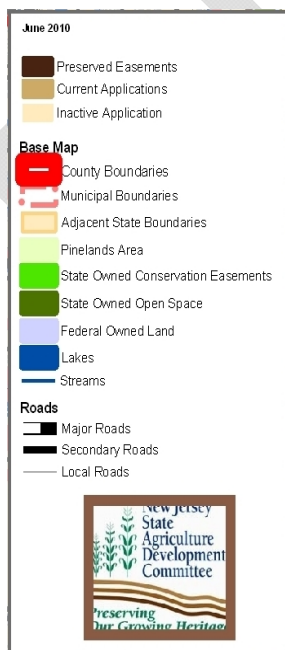 June 2010
Preserved Easements
Current Applications
Inactive Application
Base Map
County Boundaries
Municipal Boundaries
Adjacent State Boundaries
Pinelands Area
State Owned Conservation Easements
State Owned Open Space
Federal Owned Land
Lakes
Streams
Roads
Major Roads
Secondary Roads
Local Roads
New Jersey
State
Agriculture
Development
Committee
Preserving
Our Growing Heritage